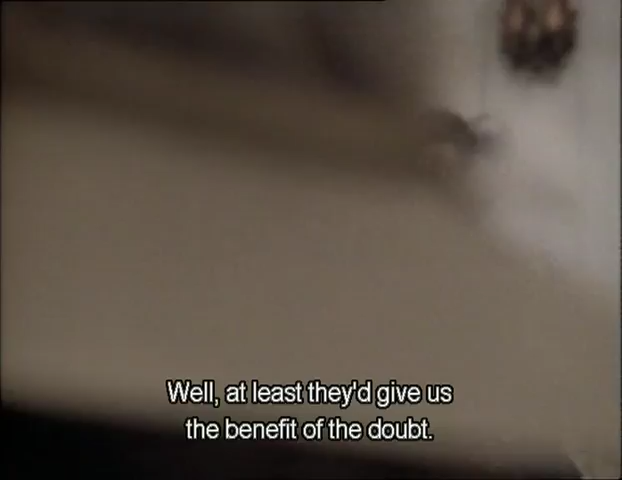 Well, at least they'd give us
the benefit of the doubt.